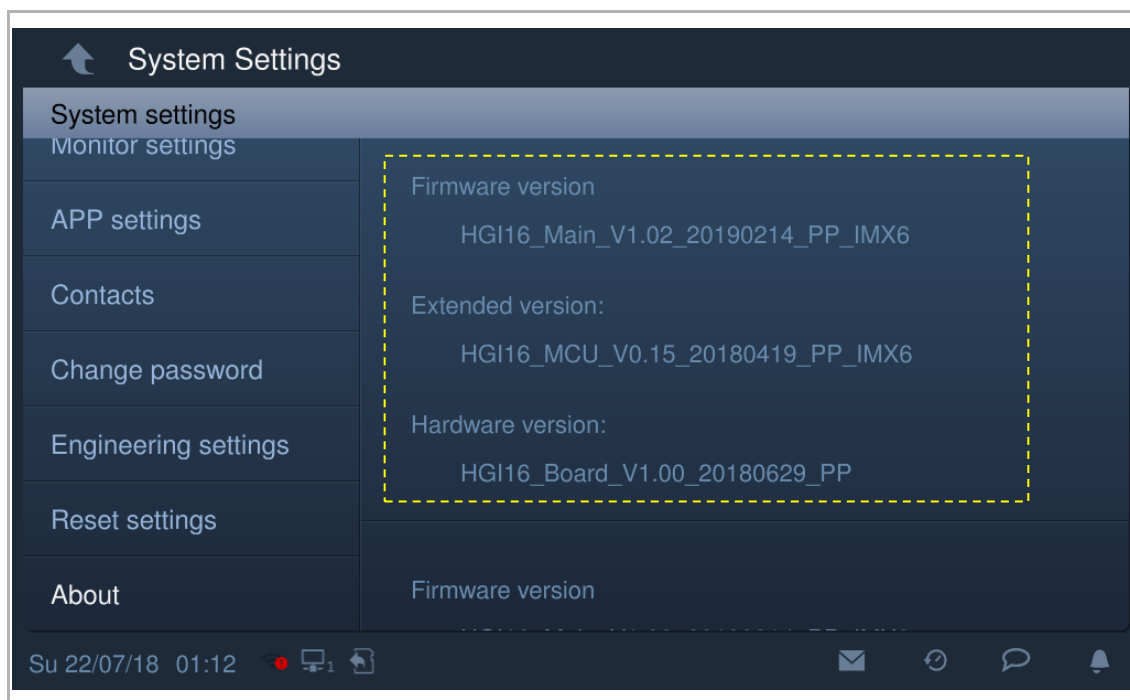 System Settings
System settings
Monitor settings
APP settings
Contacts
Change password
Engineering settings
Reset settings
About
Firmware version
HGI16_Main_V1.02_20190214_PP_IMX6
Extended version:
HGI16_MCU_V0.15_20180419_PP_IMX6
Hardware version:
HGI16_Board_V1.00_20180629_PP
Firmware version
Su 22/07/18 01:12
1